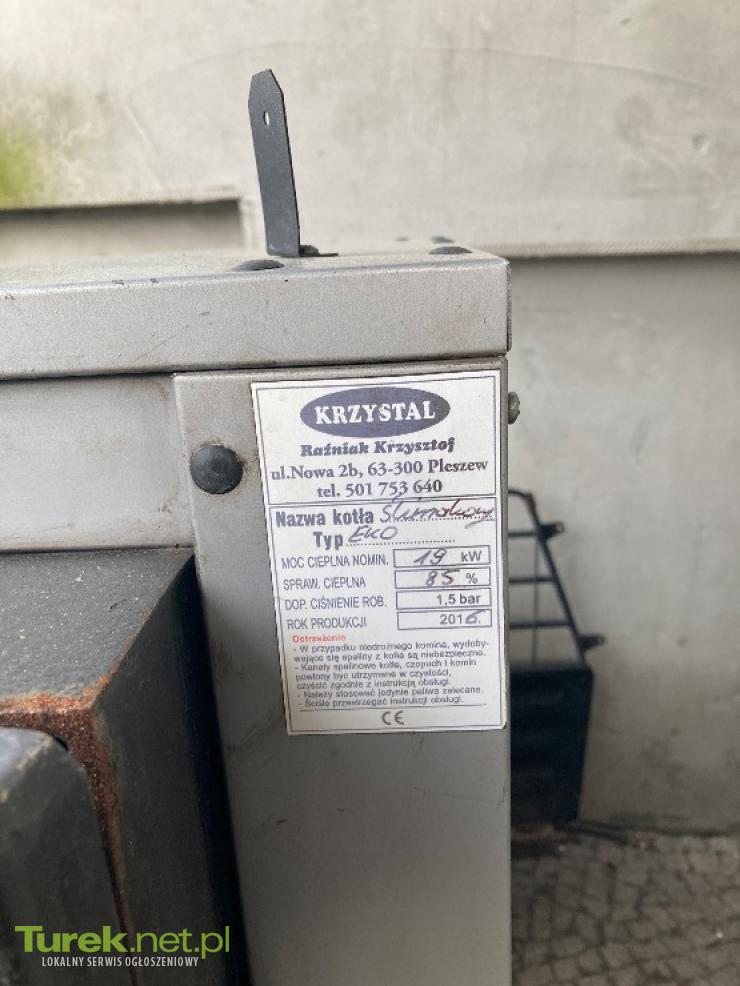 KRZYSTAL
Raźniak Krzysztof
ul.Nowa 2b, 63-300 Pleszew
tel. 501 753 640
Nazwa kotła Ślimakowy
Typ EKO
MOC CIEPLNA NOMIN. 19 kW
SPRAW. CIEPLNA 85 %
DOP. CIŚNIENIE ROB. 1,5 bar
ROK PRODUKCJI 2016.
Ostrzeżenie
- W przypadku niedrożnego komina, wydoby-
wające się spaliny z kotła są niebezpieczne.
- Kanały spalinowe kotła, czopuch i komin
powinny być utrzymane w czystości,
czyścić zgodnie z instrukcją obsługi.
- Należy stosować jedynie paliwa zalecane.
- Ściśle przestrzegać instrukcji obsługi.
CE
Turek.net.pl
LOKALNY SERWIS OGŁOSZENIOWY